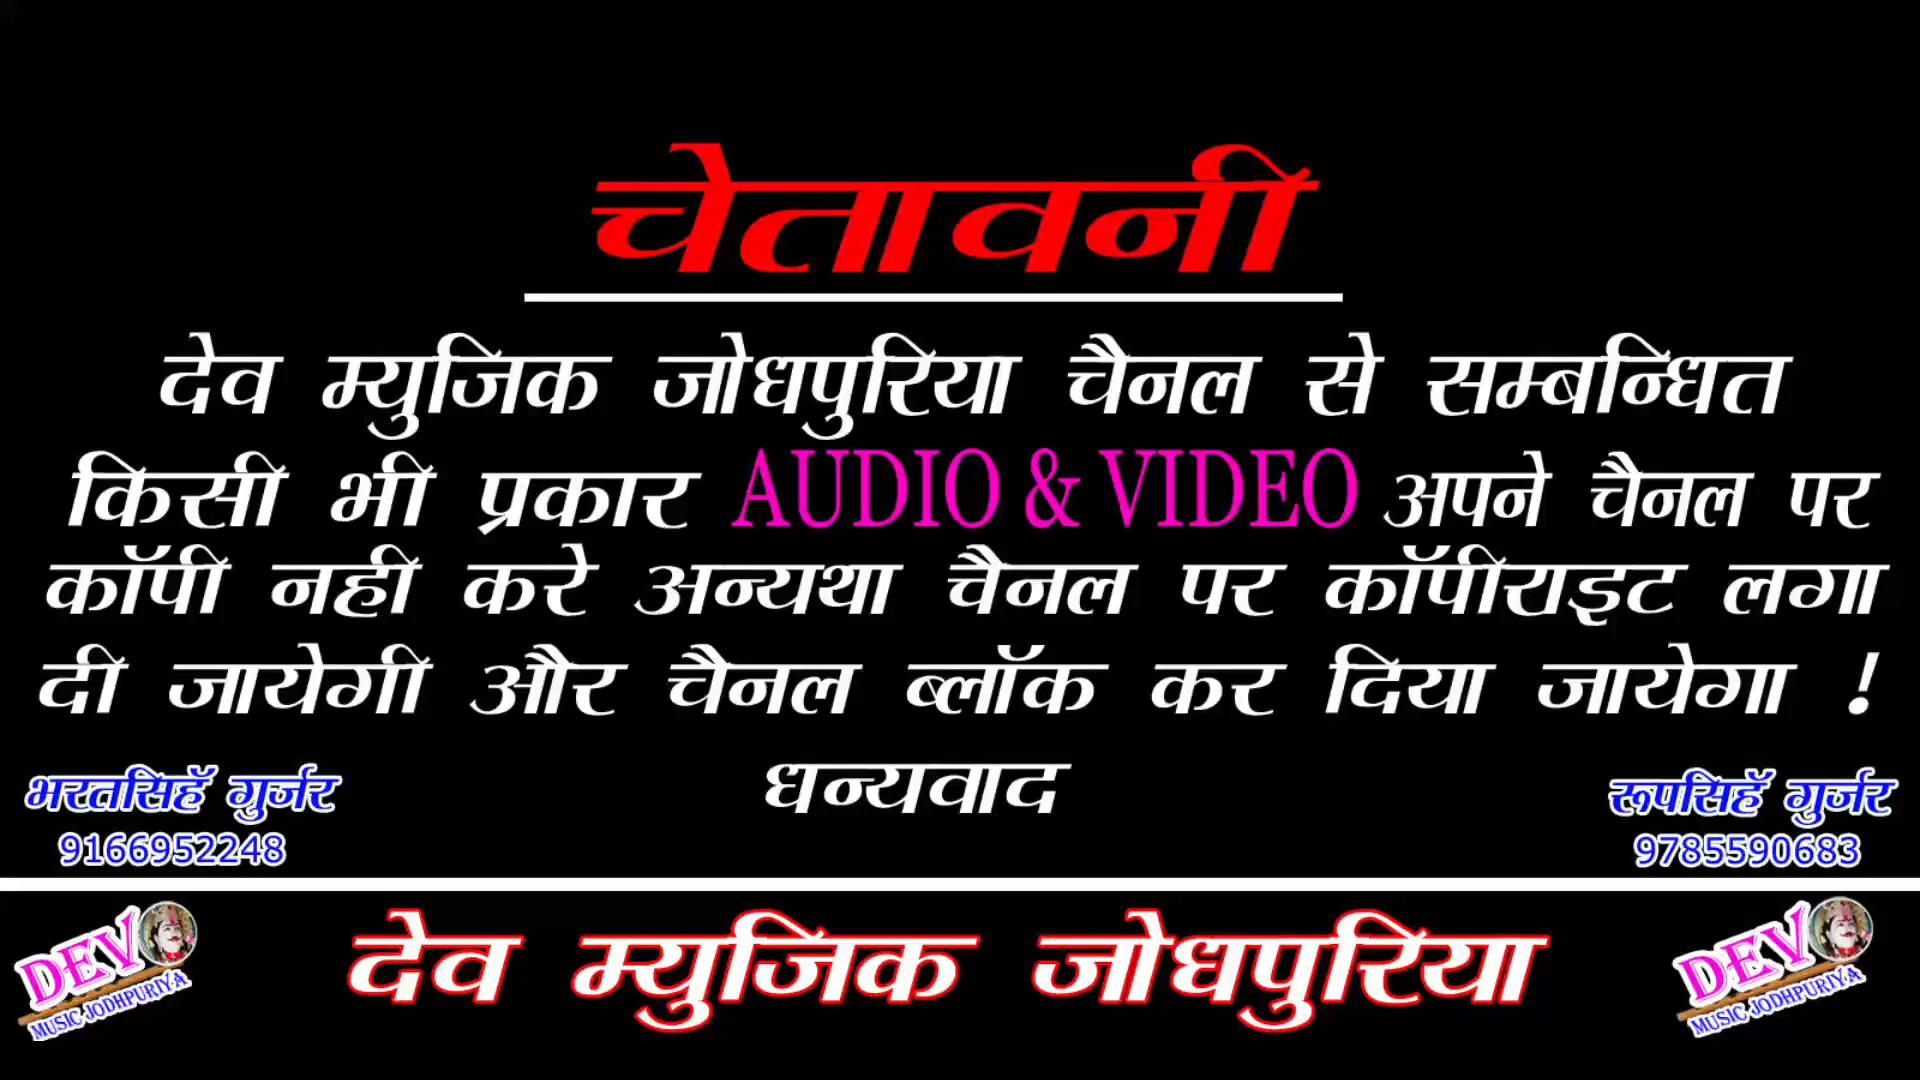 चेतावनी
देव म्युजिक जोधपुरिया चैनल से सम्बन्धित
किसी भी प्रकार AUDIO & VIDEO अपने चैनल पर
कॉपी नहीं करे अन्यथा चैनल पर कॉपीराइट लगा
दी जायेगी और चैनल ब्लॉक कर दिया जायेगा !
धन्यवाद
भरतसिहॅ गुर्जर
9166952248
रूपसिहॅ गुर्जर
9785590683
DEV
MUSIC JODHPURIYA
देव म्युजिक जोधपुरिया
DEV
MUSIC JODHPURIYA